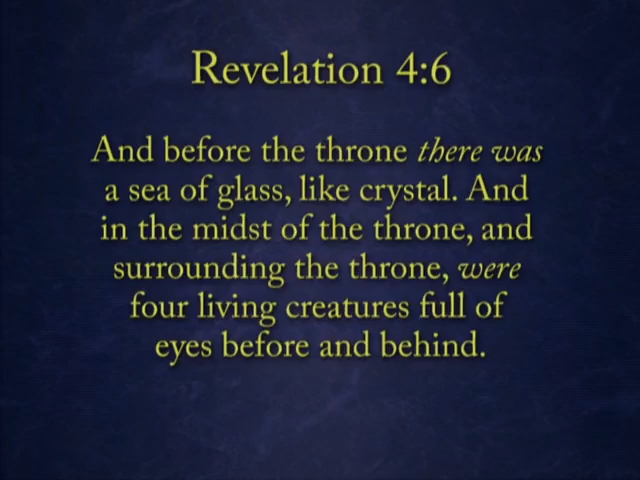 Revelation 4:6
And before the throne there was
a sea of glass, like crystal. And
in the midst of the throne, and
surrounding the throne, were
four living creatures full of
eyes before and behind.